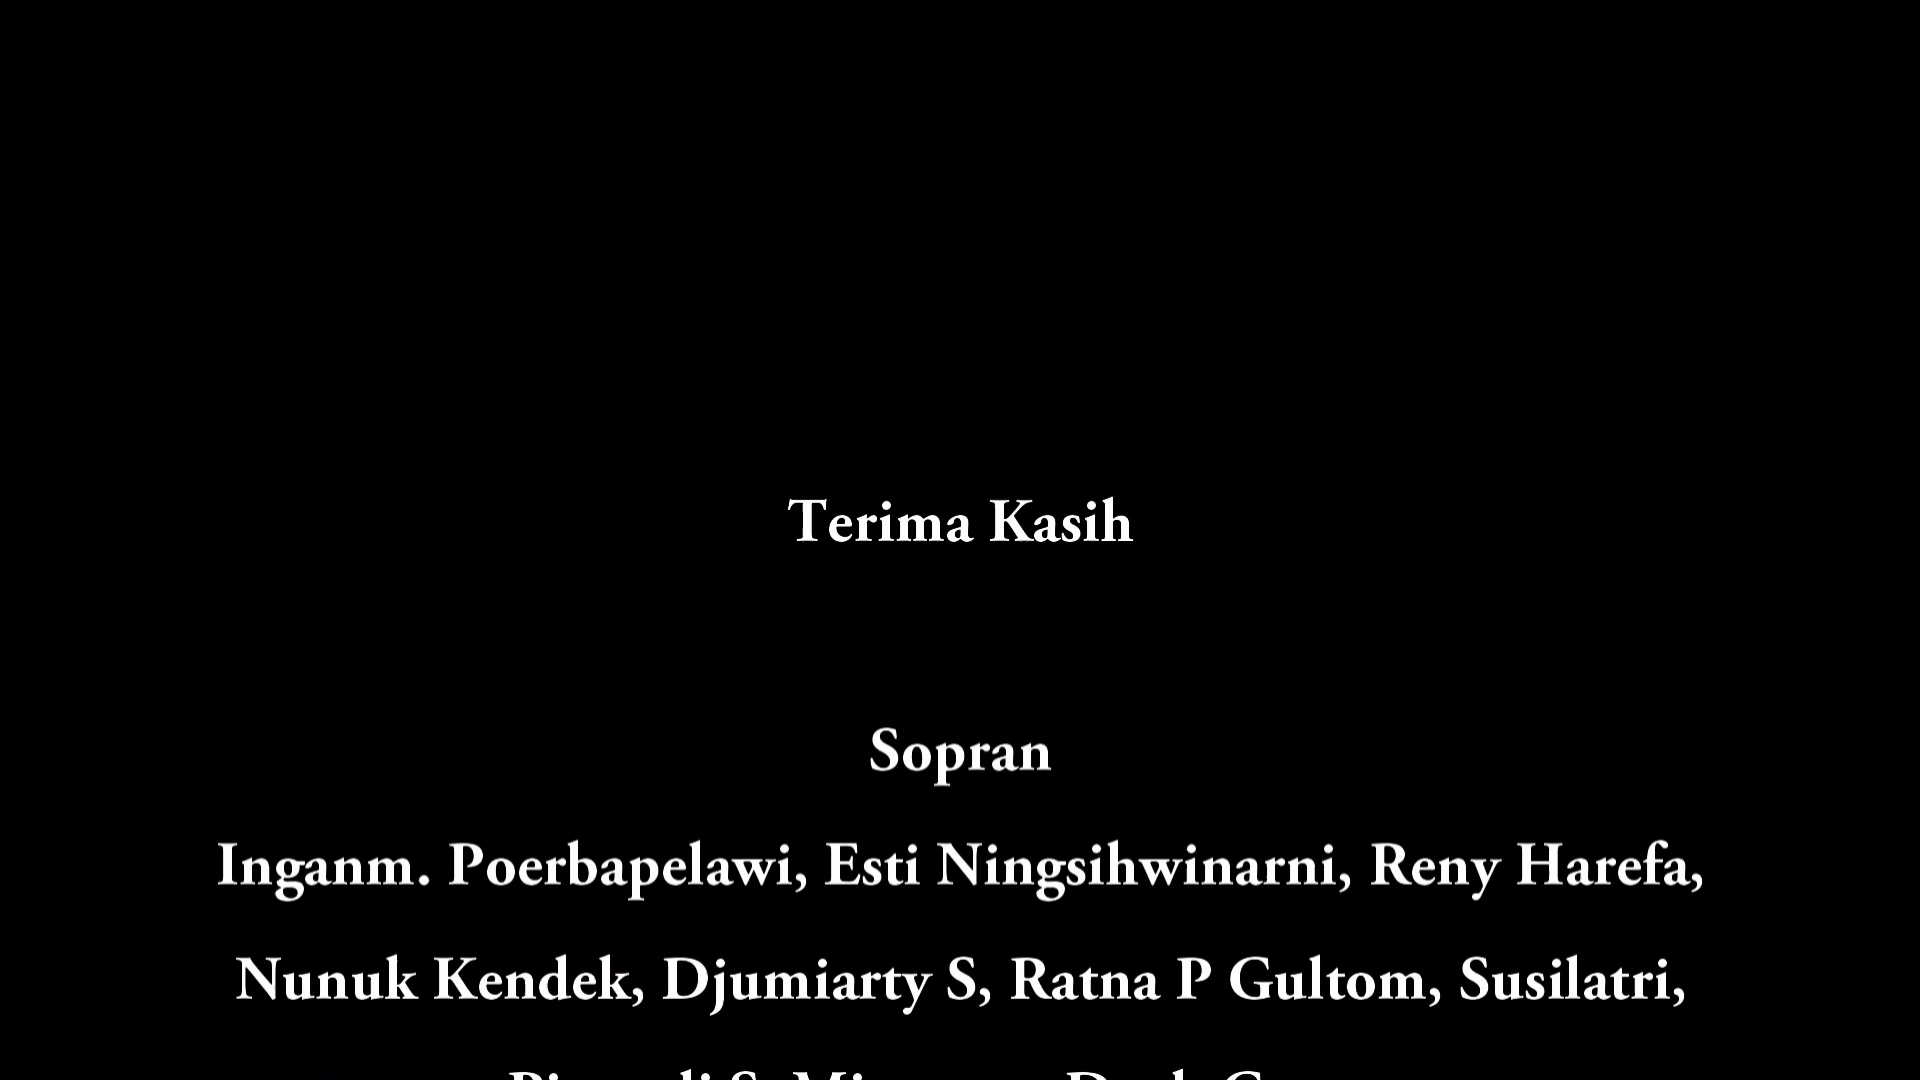 Terima Kasih
Sopran
Inganm. Poerbapelawi, Esti Ningsihwinarni, Reny Harefa,
Nunuk Kendek, Djumiarty S, Ratna P Gultom, Susilatri,